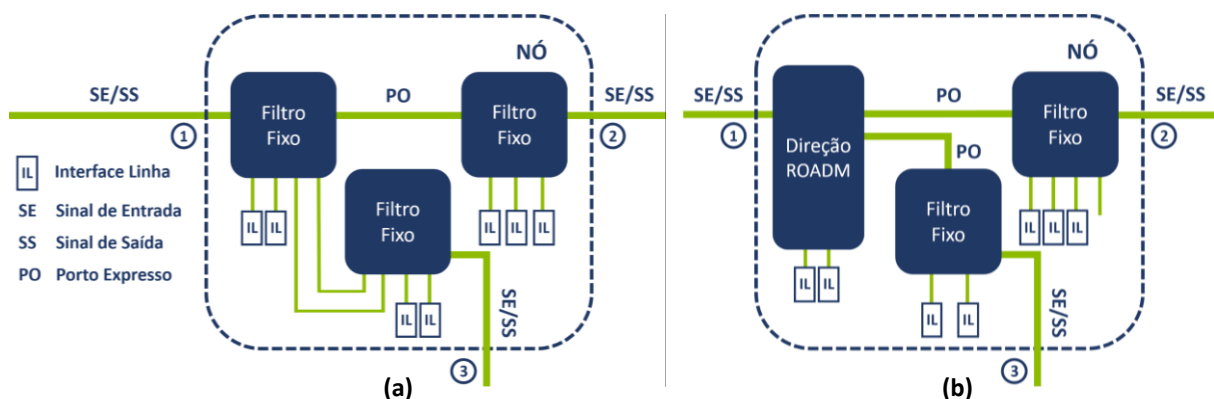 NÓ
SE/SS
PO
SE/SS
Filtro
Fixo
Filtro
Fixo
1
2
IL Interface Linha
SE Sinal de Entrada
SS Sinal de Saída
PO Porto Expresso
Filtro
Fixo
IL IL
IL IL IL
IL IL
SE/SS
3
(a)
NÓ
SE/SS
PO
SE/SS
Direção
ROADM
Filtro
Fixo
1
2
PO
Filtro
Fixo
IL IL IL
IL IL
IL IL
SE/SS
3
(b)